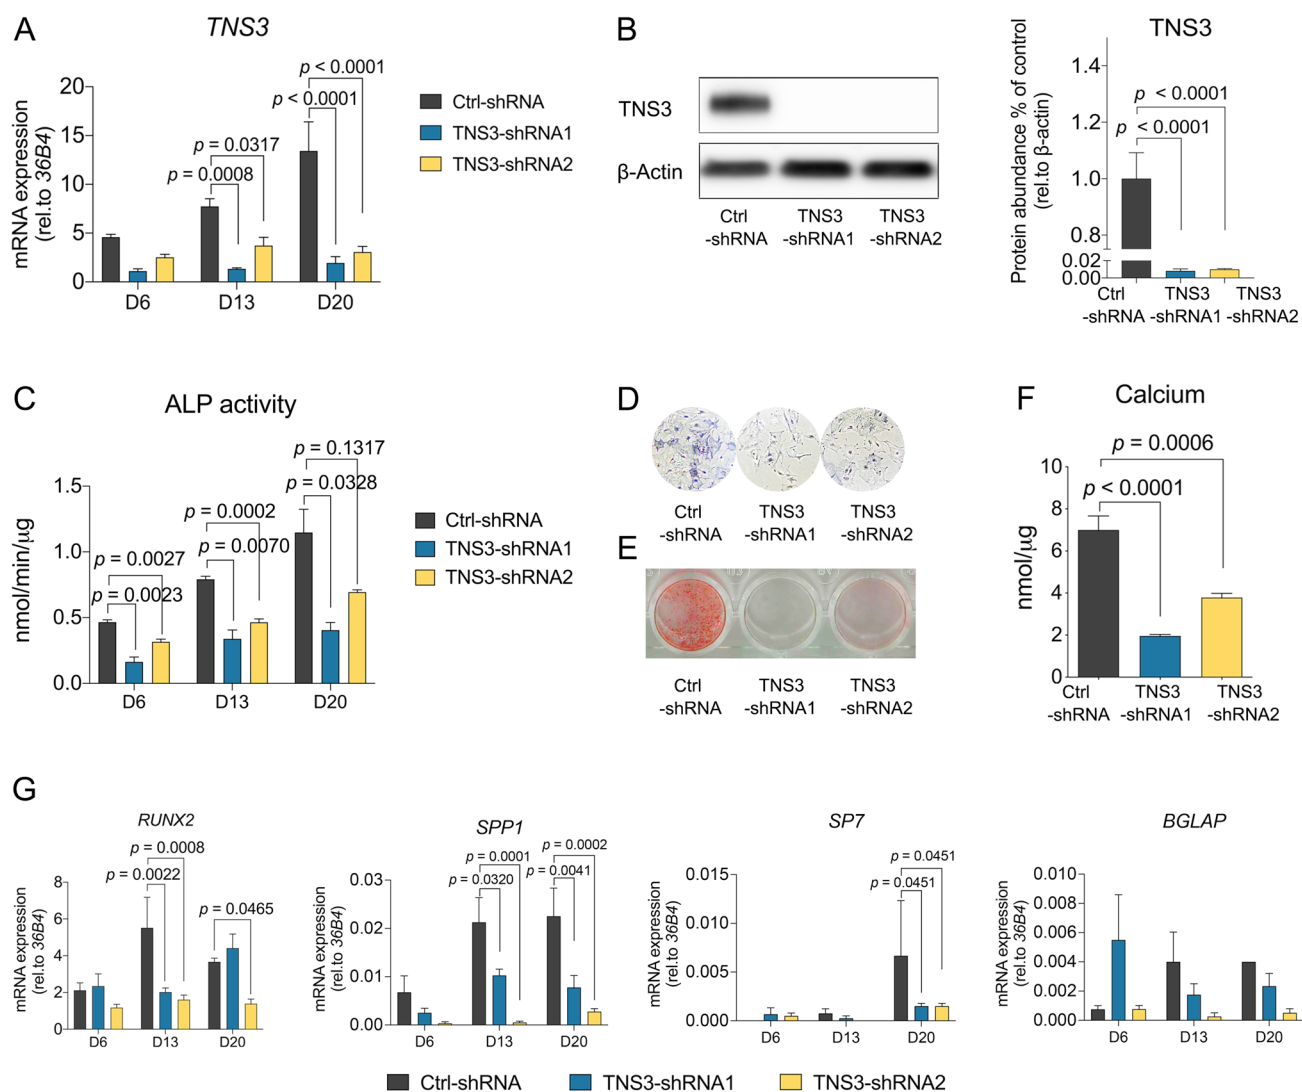 A
TNS3
mRNA expression
(rel.to 36B4)
20
15
10
5
0
p < 0.0001
p < 0.0001
p = 0.0317
p = 0.0008
D6
D13
D20
Ctrl-shRNA
TNS3-shRNA1
TNS3-shRNA2
B
TNS3
β-Actin
Ctrl
-shRNA
TNS3
-shRNA1
TNS3
-shRNA2
TNS3
Protein abundance % of control
(rel.to β-actin)
1.4
1.2
1.0
0.8
0.02
0.00
p < 0.0001
p < 0.0001
Ctrl
-shRNA
TNS3
-shRNA1
TNS3
-shRNA2
C
ALP activity
nmol/min/µg
1.5
1.0
0.5
0.0
p = 0.1317
p = 0.0328
p = 0.0002
p = 0.0070
p = 0.0027
p = 0.0023
D6
D13
D20
Ctrl-shRNA
TNS3-shRNA1
TNS3-shRNA2
D
Ctrl
-shRNA
TNS3
-shRNA1
TNS3
-shRNA2
E
Ctrl
-shRNA
TNS3
-shRNA1
TNS3
-shRNA2
F
Calcium
nmol/µg
10
8
6
4
2
0
p = 0.0006
p < 0.0001
Ctrl
-shRNA
TNS3
-shRNA1
TNS3
-shRNA2
G
RUNX2
mRNA expression
(rel.to 36B4)
8
6
4
2
0
p = 0.0008
p = 0.0022
p = 0.0465
D6
D13
D20
SPP1
mRNA expression
(rel.to 36B4)
0.03
0.02
0.01
0.00
p = 0.0001
p = 0.0320
p = 0.0002
p = 0.0041
D6
D13
D20
SP7
mRNA expression
(rel.to 36B4)
0.015
0.010
0.005
0.000
p = 0.0451
p = 0.0451
D6
D13
D20
BGLAP
mRNA expression
(rel.to 36B4)
0.010
0.008
0.006
0.004
0.002
0.000
D6
D13
D20
Ctrl-shRNA
TNS3-shRNA1
TNS3-shRNA2